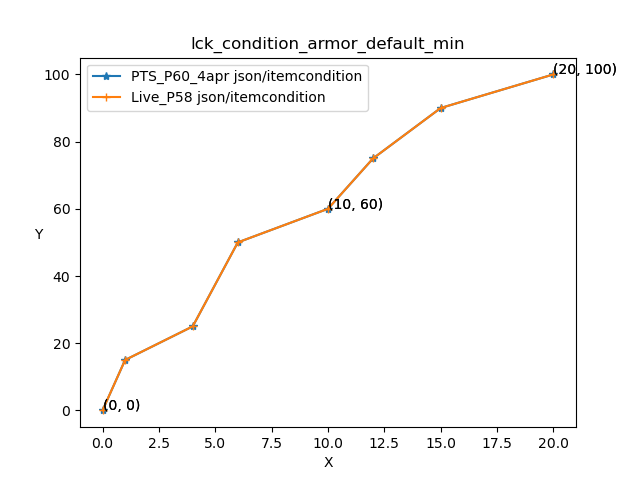 lck_condition_armor_default_min
PTS_P60_4apr json/itemcondition
Live_P58 json/itemcondition
(20, 100)
(10, 60)
(0, 0)
100
80
60
40
20
0
Y
0.0 2.5 5.0 7.5 10.0 12.5 15.0 17.5 20.0
X